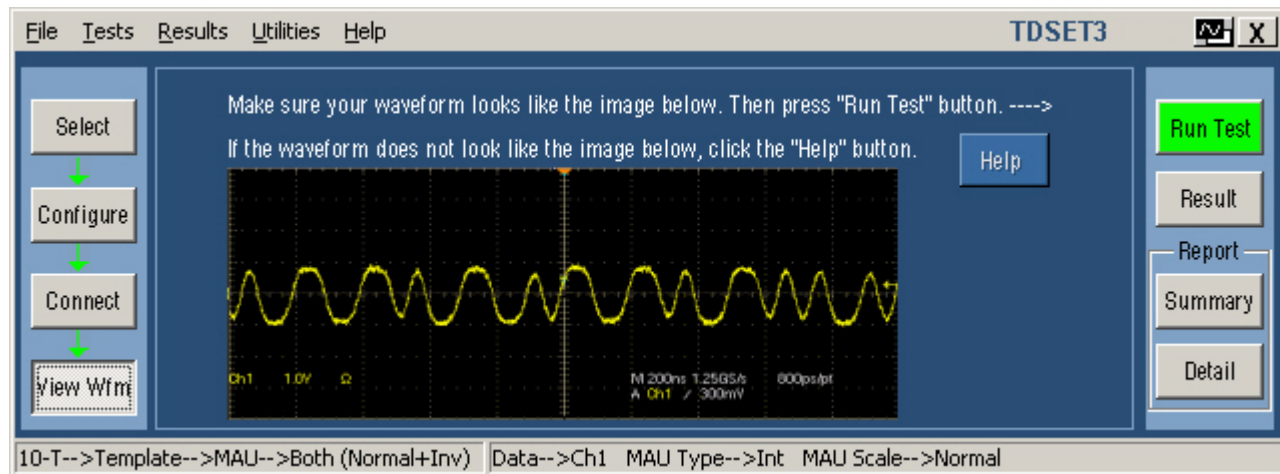 File Tests Results Utilities Help TDSET3 X
Select
Configure
Connect
View Wfm
Make sure your waveform looks like the image below. Then press "Run Test" button. ---->
If the waveform does not look like the image below, click the "Help" button.
Help
Ch1 1.0V Ω
M 200ns 1.25GS/s 800ps/pt
A Ch1 / 300mV
Run Test
Result
Report
Summary
Detail
10-T-->Template-->MAU-->Both (Normal+Inv) Data-->Ch1 MAU Type-->Int MAU Scale-->Normal